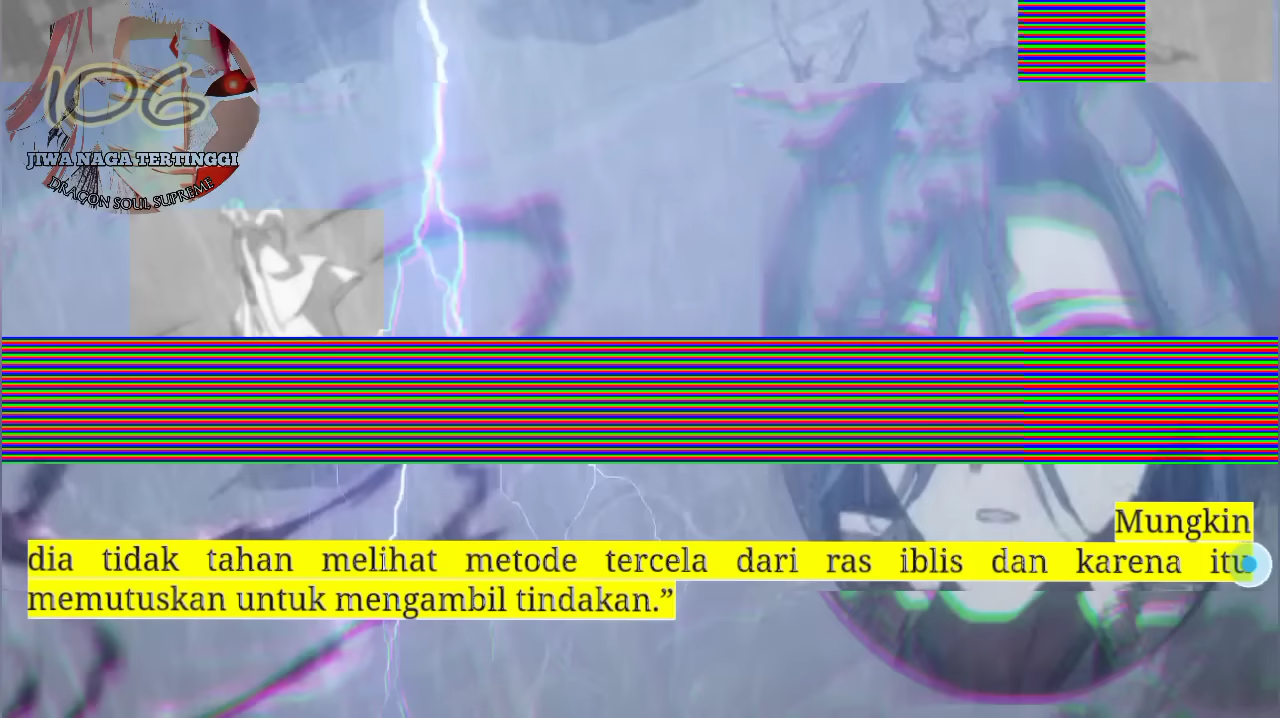 106
JIWA NAGA TERTINGGI
DRAGON SOUL SUPREME
Mungkin
dia tidak tahan melihat metode tercela dari ras iblis dan karena itu
memutuskan untuk mengambil tindakan.”